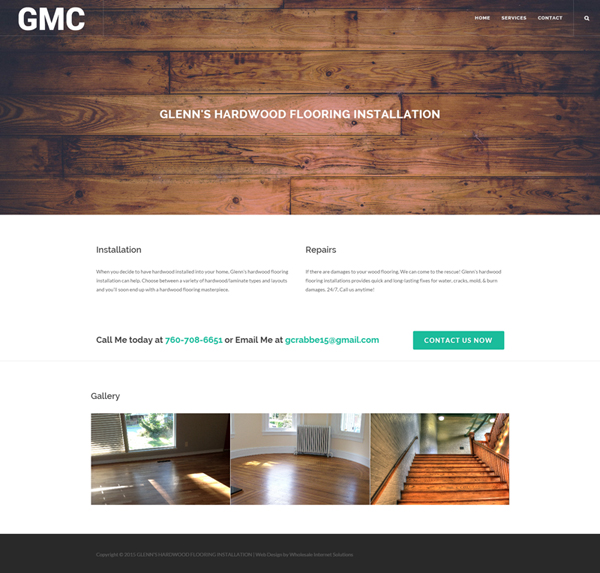 GMC
HOME SERVICES CONTACT
GLENN'S HARDWOOD FLOORING INSTALLATION
Installation
When you decide to have hardwood installed into your home, Glenn's hardwood flooring
installation can help. Choose between a variety of hardwood/laminate types and layouts
and you'll soon end up with a hardwood flooring masterpiece.
Repairs
If there are damages to your wood flooring, We can come to the rescue! Glenn's hardwood
flooring installations provides quick and long-lasting fixes for water, cracks, mold, & burn
damages, 24/7. Call us anytime!
Call Me today at 760-708-6651 or Email Me at gcrabbe15@gmail.com
CONTACT US NOW
Gallery
Copyright © 2015 GLENN'S HARDWOOD FLOORING INSTALLATION | Web Design by Wholesale Internet Solutions